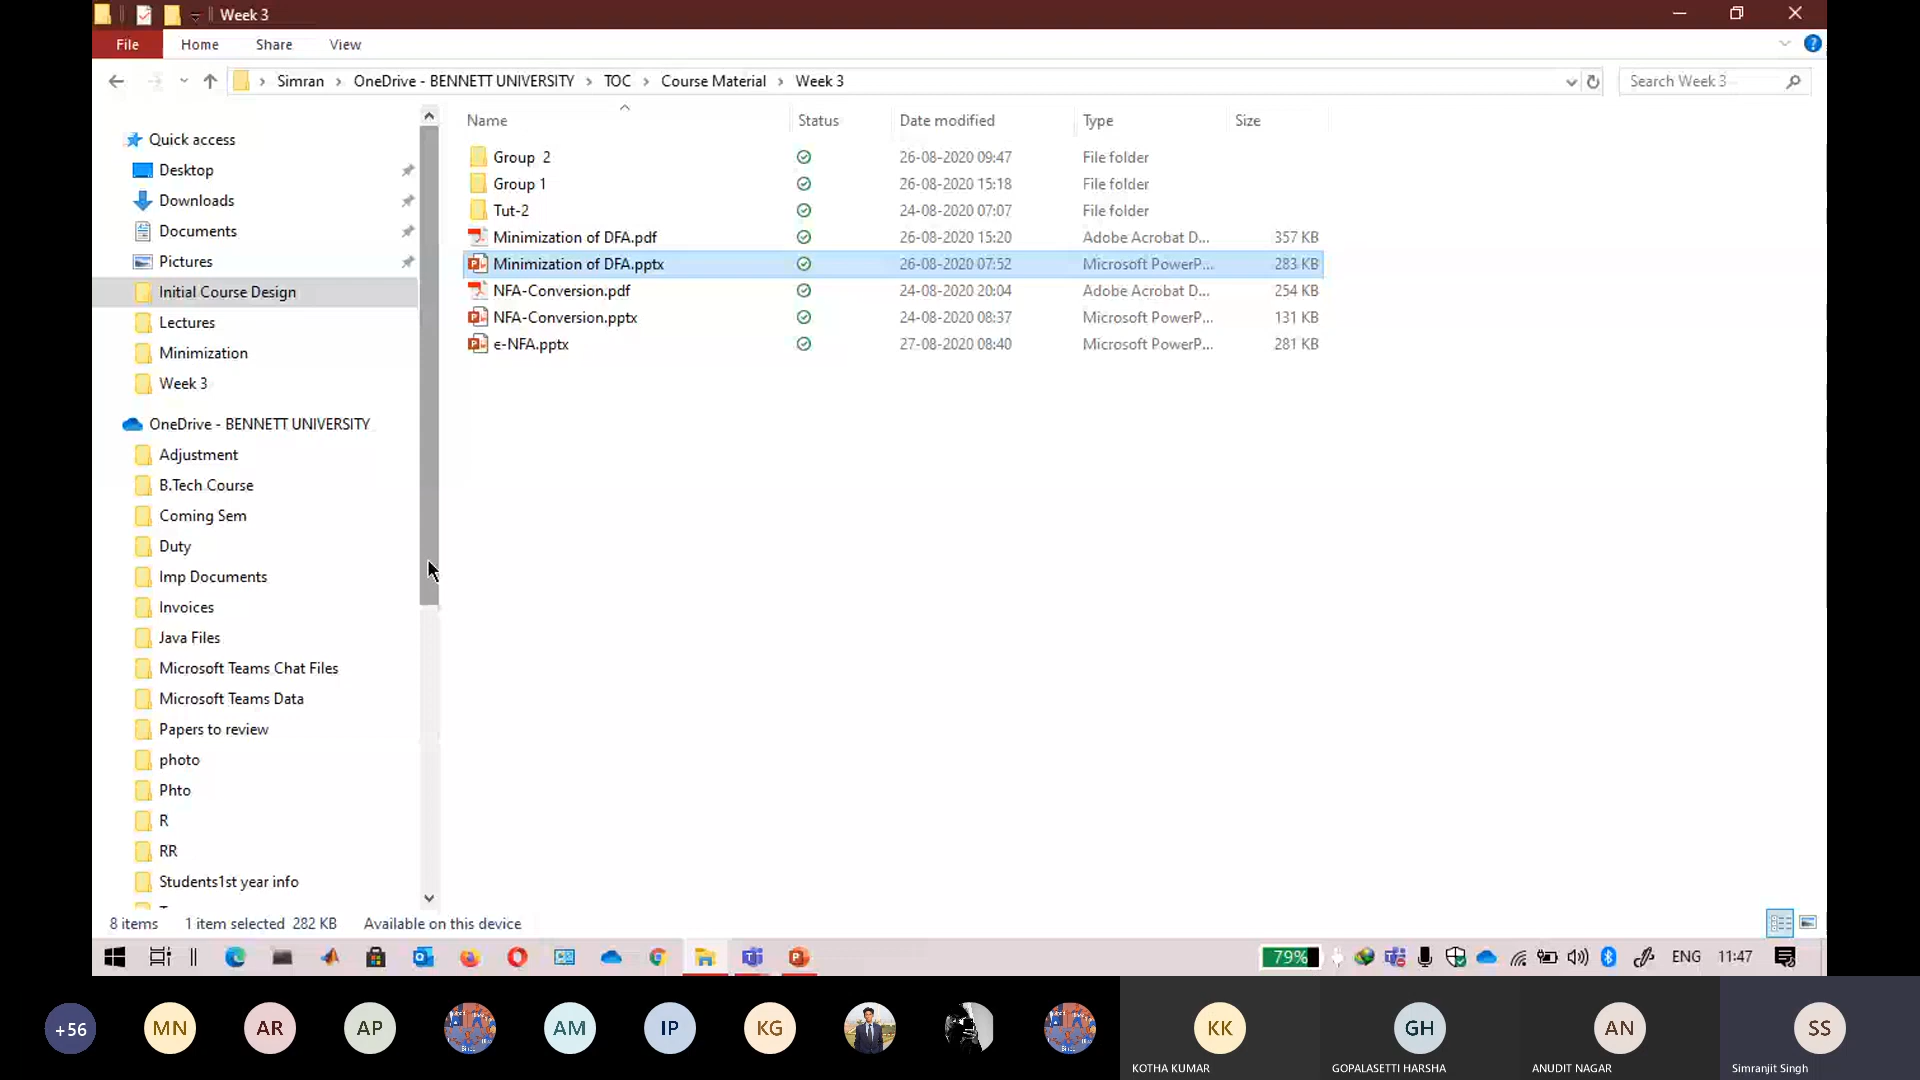 Week 3
File Home Share View
Simran > OneDrive - BENNETT UNIVERSITY > TOC > Course Material > Week 3
Search Week 3
Name Status Date modified Type Size
Quick access
Desktop
Downloads
Documents
Pictures
Initial Course Design
Lectures
Minimization
Week 3
OneDrive - BENNETT UNIVERSITY
Adjustment
B.Tech Course
Coming Sem
Duty
Imp Documents
Invoices
Java Files
Microsoft Teams Chat Files
Microsoft Teams Data
Papers to review
photo
Phto
R
RR
Students1st year info
Group 2 26-08-2020 09:47 File folder
Group 1 26-08-2020 15:18 File folder
Tut-2 24-08-2020 07:07 File folder
Minimization of DFA.pdf 26-08-2020 15:20 Adobe Acrobat D... 357 KB
Minimization of DFA.pptx 26-08-2020 07:52 Microsoft PowerP... 283 KB
NFA-Conversion.pdf 24-08-2020 20:04 Adobe Acrobat D... 254 KB
NFA-Conversion.pptx 24-08-2020 08:37 Microsoft PowerP... 131 KB
e-NFA.pptx 27-08-2020 08:40 Microsoft PowerP... 281 KB
8 items 1 item selected 282 KB Available on this device
79% ENG 11:47
+56 MN AR AP AM IP KG KK GH AN SS
KOTHA KUMAR GOPALASETTI HARSHA ANUDIT NAGAR Simranjit Singh